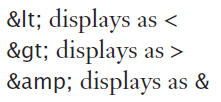 &lt; displays as <
&gt; displays as >
&amp; displays as &